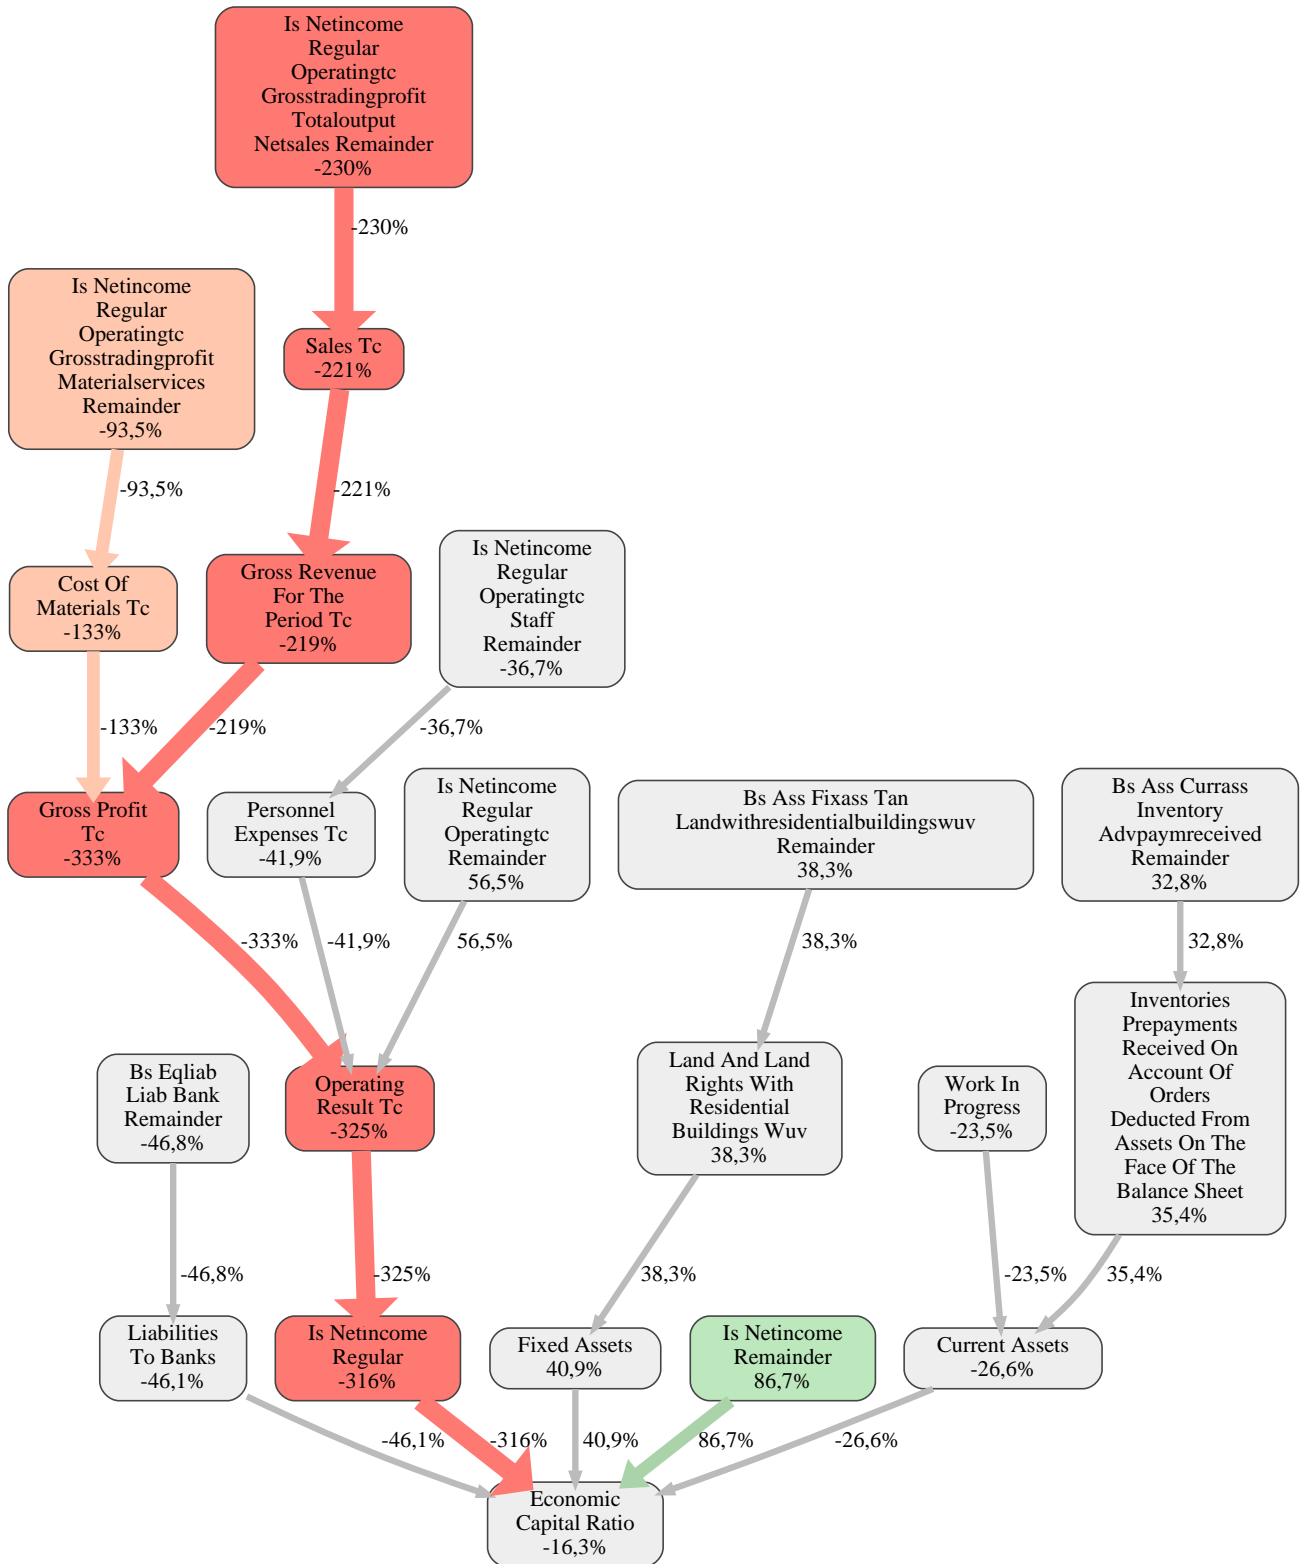 Is Netincome
Regular
Operatingtc
Grosstradingprofit
Totaloutput
Netsales Remainder
-230%
-230%
Is Netincome
Regular
Operatingtc
Grosstradingprofit
Materialservices
Remainder
-93,5%
Sales Tc
-221%
-93,5%
-221%
Is Netincome
Regular
Operatingtc
Staff
Remainder
-36,7%
Cost Of
Materials Tc
-133%
Gross Revenue
For The
Period Tc
-219%
-133%
-219%
-36,7%
Gross Profit
Tc
-333%
Personnel
Expenses Tc
-41,9%
Is Netincome
Regular
Operatingtc
Remainder
56,5%
Bs Ass Fixass Tan
Landwithresidentialbuildingswuv
Remainder
38,3%
Bs Ass Currass
Inventory
Advpaymreceived
Remainder
32,8%
-333%
-41,9%
56,5%
38,3%
32,8%
Bs Eqliab
Liab Bank
Remainder
-46,8%
Operating
Result Tc
-325%
Land And Land
Rights With
Residential
Buildings Wuv
38,3%
Work In
Progress
-23,5%
Inventories
Prepayments
Received On
Account Of
Orders
Deducted From
Assets On The
Face Of The
Balance Sheet
35,4%
-46,8%
-325%
38,3%
-23,5%
35,4%
Liabilities
To Banks
-46,1%
Is Netincome
Regular
-316%
Fixed Assets
40,9%
Is Netincome
Remainder
86,7%
Current Assets
-26,6%
-46,1%
-316%
40,9%
86,7%
-26,6%
Economic
Capital Ratio
-16,3%